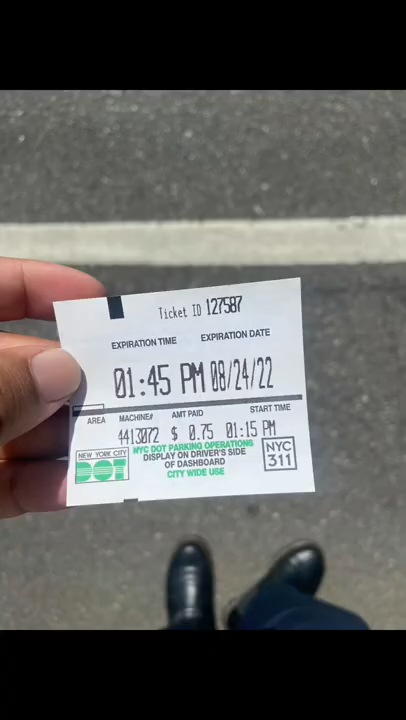 Ticket ID 127587
EXPIRATION TIME EXPIRATION DATE
01:45 PM 08/24/22
AREA MACHINE# AMT PAID START TIME
4413072 $ 0.75 01:15 PM
NYC DOT PARKING OPERATIONS
DISPLAY ON DRIVER'S SIDE
OF DASHBOARD
CITY WIDE USE
NEW YORK CITY
DOT
NYC
311